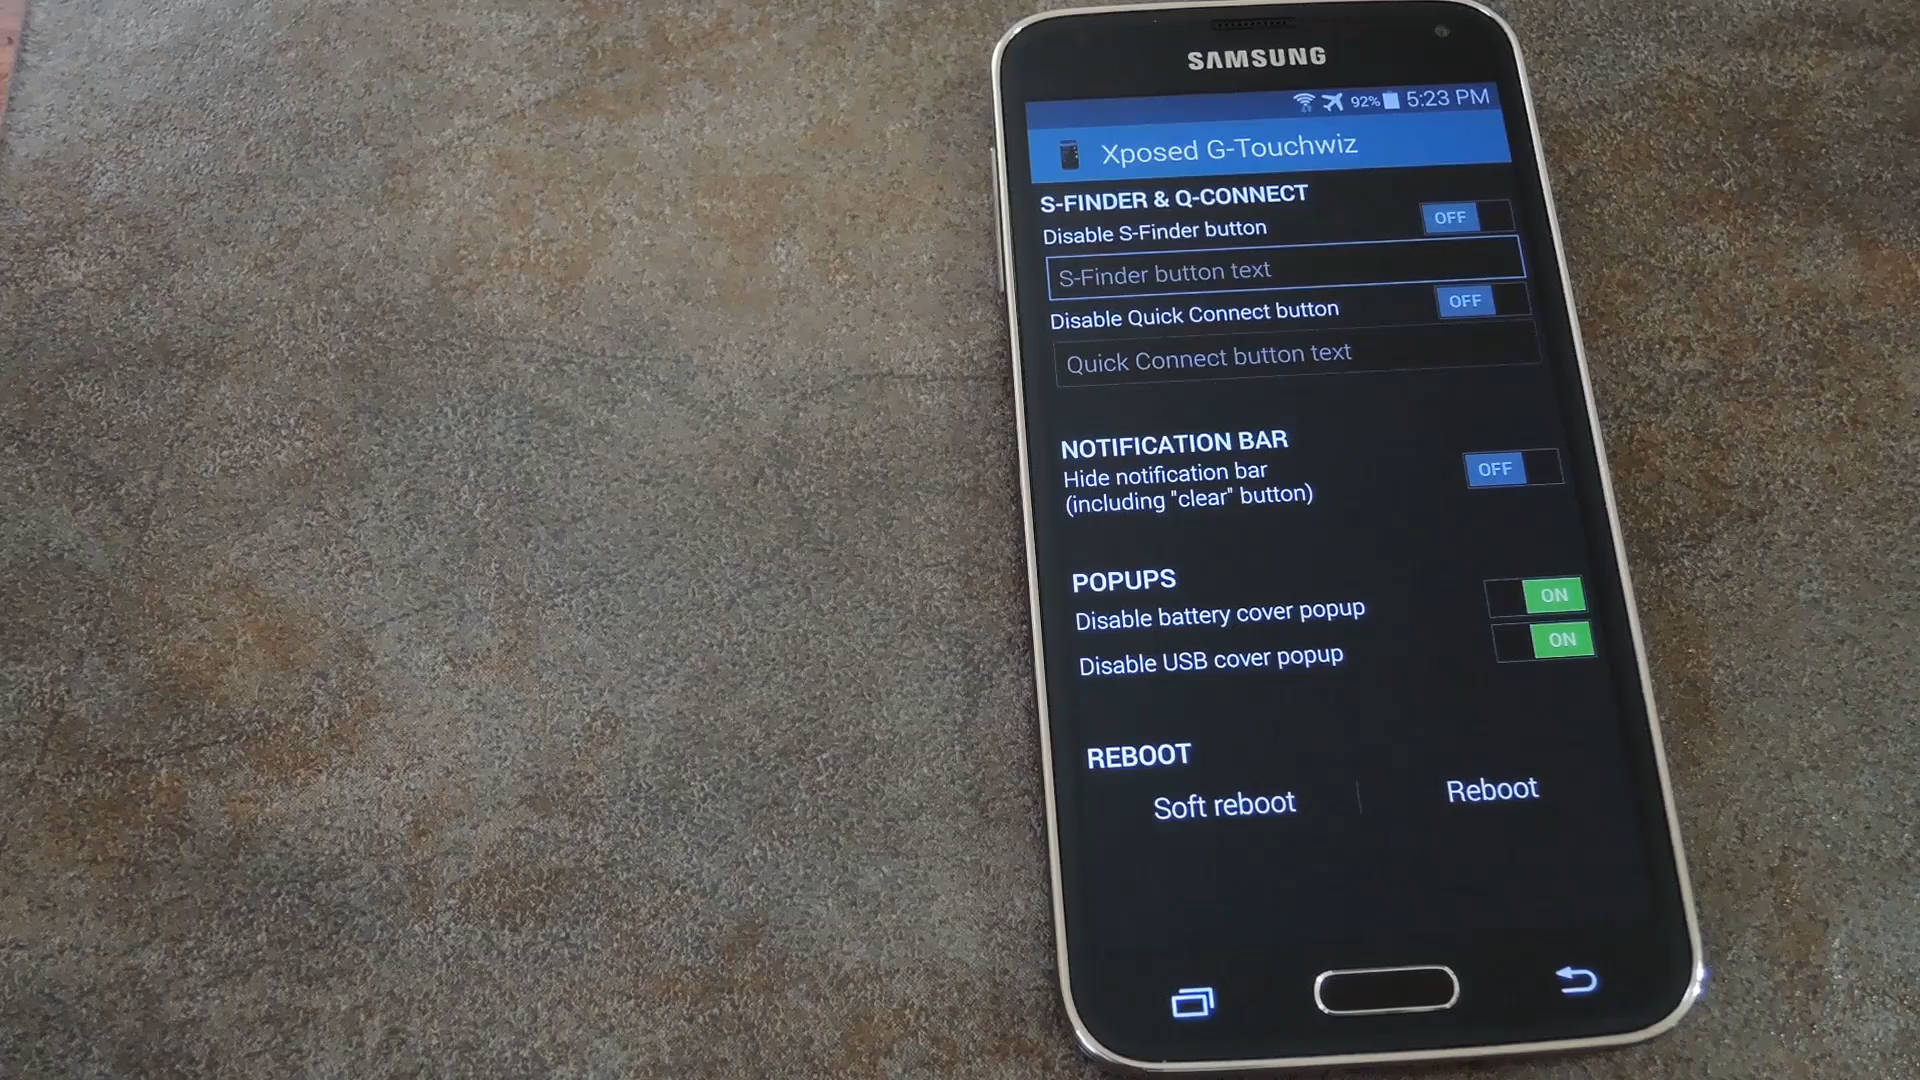 SAMSUNG
92% 5:23 PM
Xposed G-Touchwiz
S-FINDER & Q-CONNECT
Disable S-Finder button OFF
S-Finder button text
Disable Quick Connect button OFF
Quick Connect button text
NOTIFICATION BAR
Hide notification bar OFF
(including "clear" button)
POPUPS
Disable battery cover popup ON
Disable USB cover popup ON
REBOOT
Soft reboot Reboot